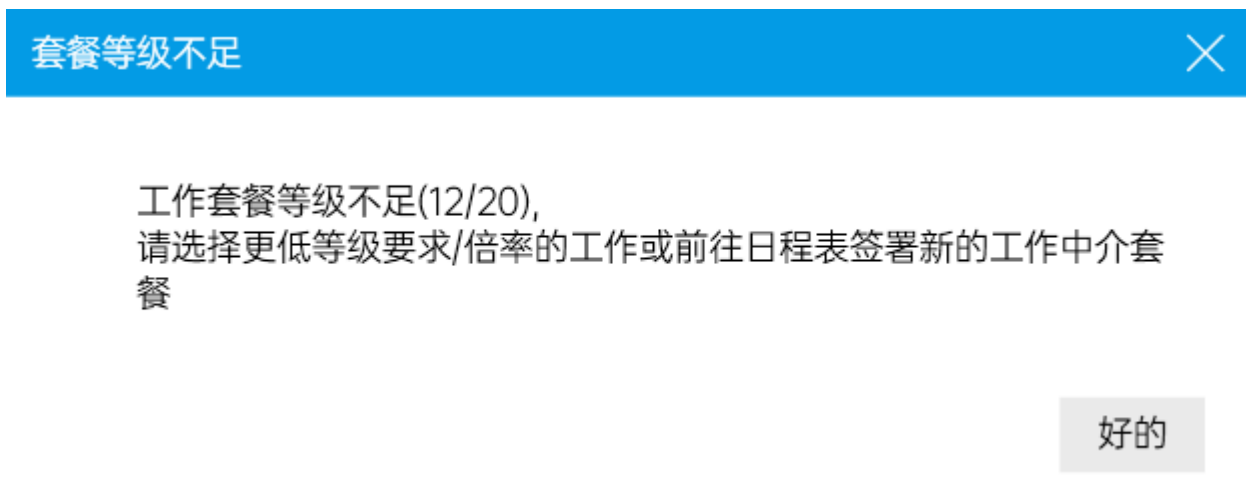 套餐等级不足
工作套餐等级不足(12/20),
请选择更低等级要求/倍率的工作或前往日程表签署新的工作中介套
餐
好的